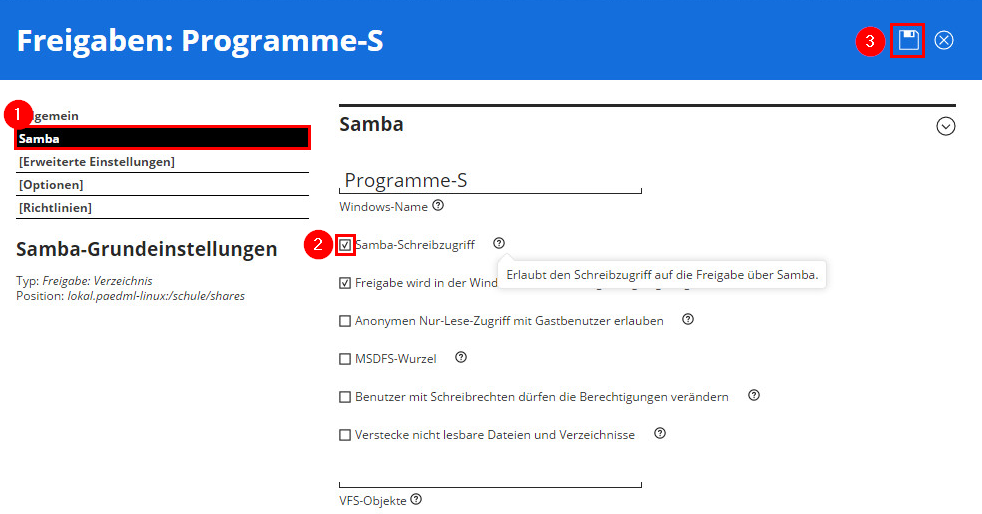 Freigaben: Programme-S
3
1
gemein
Samba
[Erweiterte Einstellungen]
[Optionen]
[Richtlinien]
Samba-Grundeinstellungen
Typ: Freigabe: Verzeichnis
Position: lokal.paedml-linux:/schule/shares
Samba
Programme-S
Windows-Name ?
2
Samba-Schreibzugriff ?
Erlaubt den Schreibzugriff auf die Freigabe über Samba.
Freigabe wird in der Wind
Anonymen Nur-Lese-Zugriff mit Gastbenutzer erlauben ?
MSDFS-Wurzel ?
Benutzer mit Schreibrechten dürfen die Berechtigungen verändern ?
Verstecke nicht lesbare Dateien und Verzeichnisse ?
VFS-Objekte ?